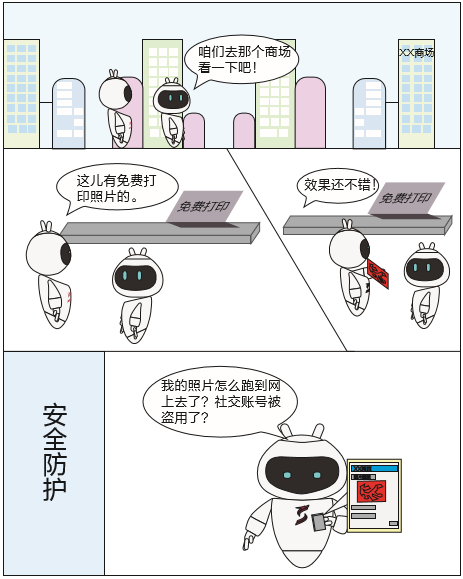 咱们去那个商场
看一下吧！
XX商场
这儿有免费打
印照片的。
免费打印
效果还不错！
免费打印
我的照片怎么跑到网
上去了？社交账号被
盗用了？
安全防护